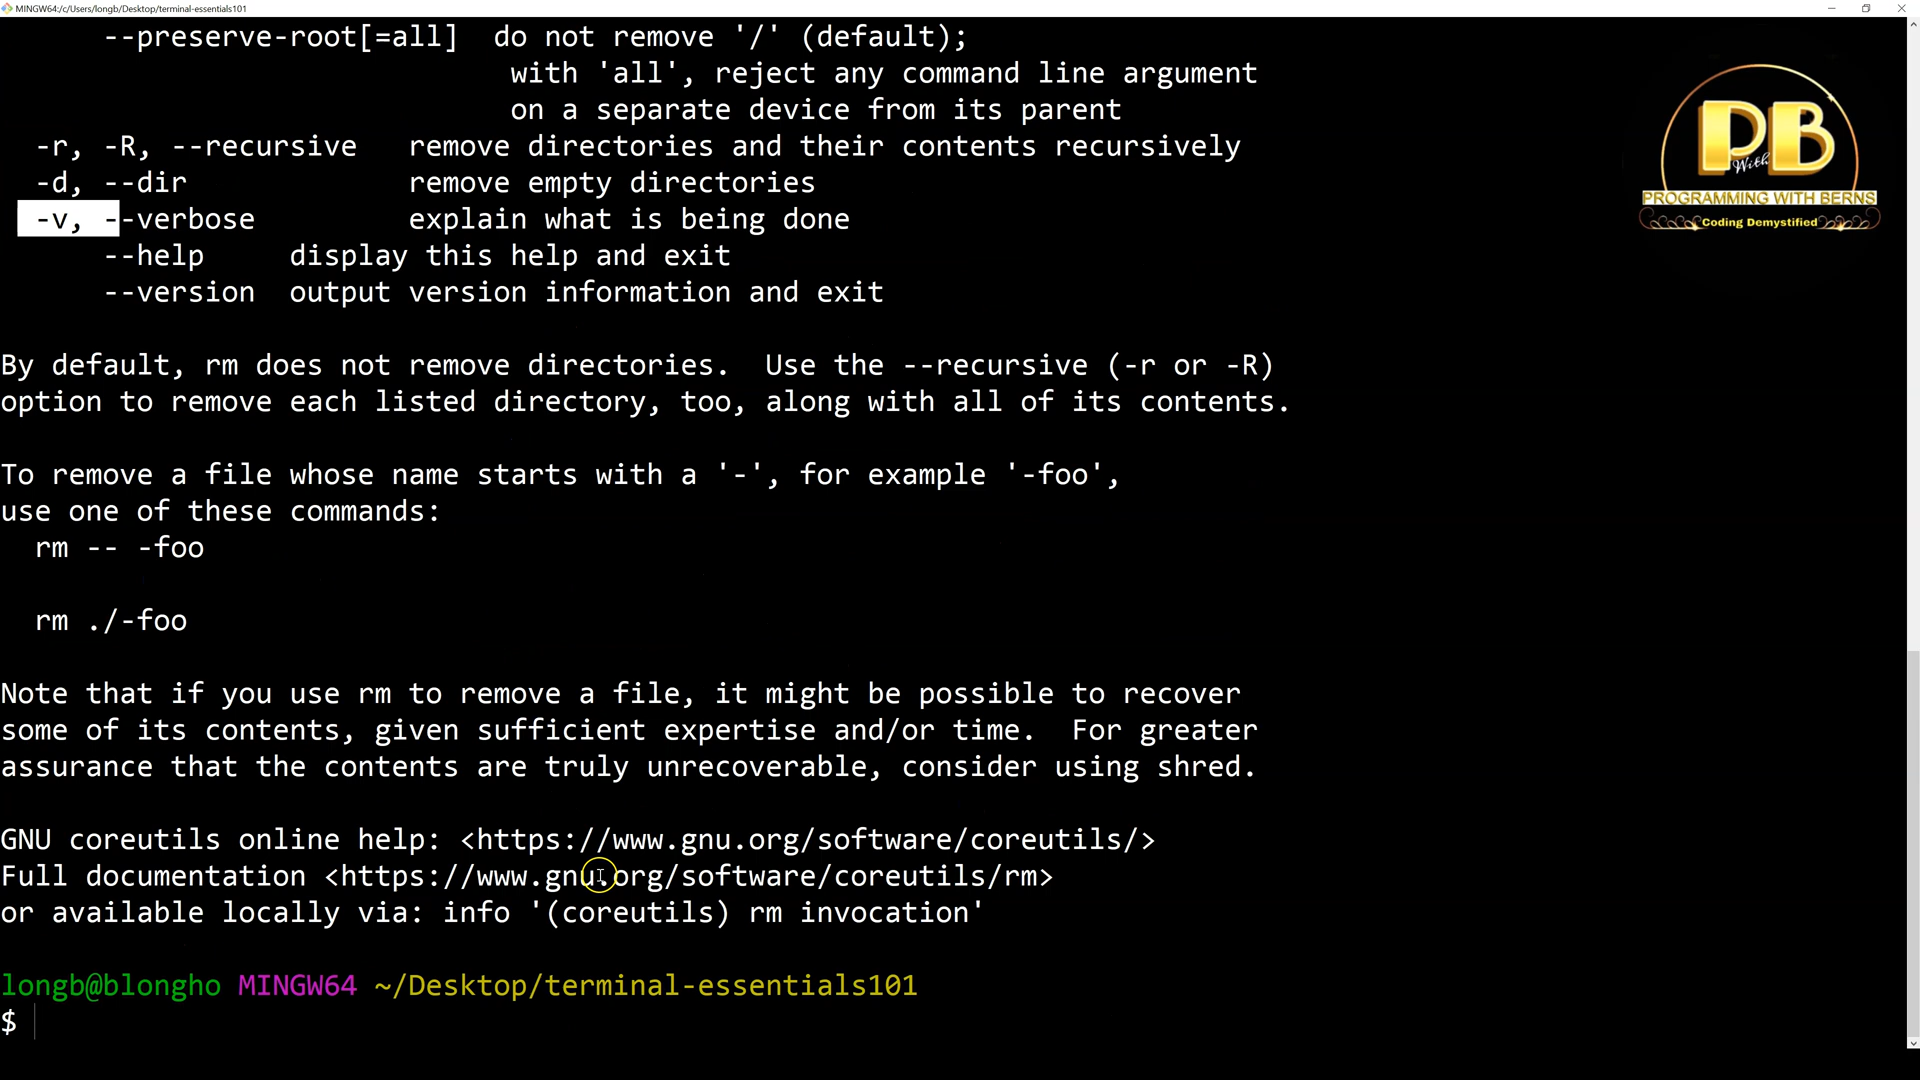 MINGW64:/c/Users/longb/Desktop/terminal-essentials101
--preserve-root[=all]  do not remove '/' (default);
with 'all', reject any command line argument
on a separate device from its parent
-r, -R, --recursive   remove directories and their contents recursively
-d, --dir             remove empty directories
-v, --verbose         explain what is being done
--help     display this help and exit
--version  output version information and exit
By default, rm does not remove directories.  Use the --recursive (-r or -R)
option to remove each listed directory, too, along with all of its contents.
To remove a file whose name starts with a '-', for example '-foo',
use one of these commands:
rm -- -foo
rm ./-foo
Note that if you use rm to remove a file, it might be possible to recover
some of its contents, given sufficient expertise and/or time.  For greater
assurance that the contents are truly unrecoverable, consider using shred.
GNU coreutils online help: <https://www.gnu.org/software/coreutils/>
Full documentation <https://www.gnu.org/software/coreutils/rm>
or available locally via: info '(coreutils) rm invocation'
longb@blongho MINGW64 ~/Desktop/terminal-essentials101
$
P With B
PROGRAMMING WITH BERNS
Coding Demystified